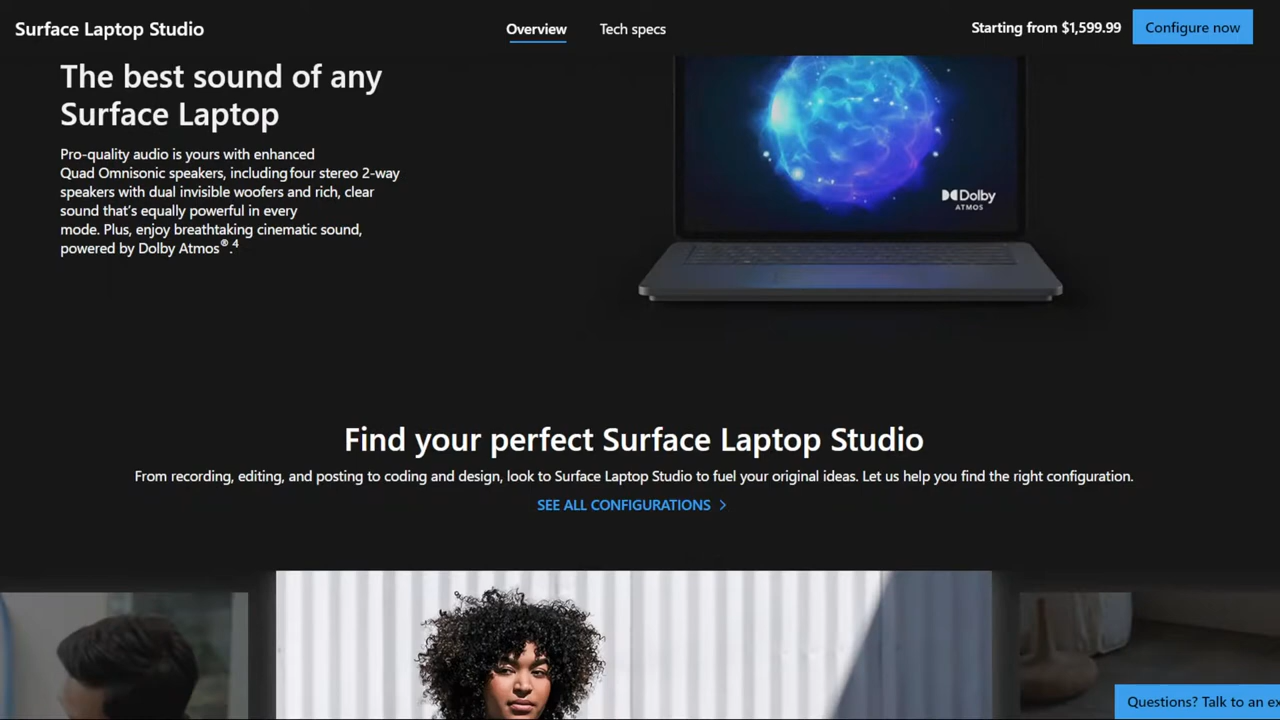 Surface Laptop Studio
Overview
Tech specs
Starting from $1,599.99
Configure now
The best sound of any
Surface Laptop
Pro-quality audio is yours with enhanced
Quad Omnisonic speakers, including four stereo 2-way
speakers with dual invisible woofers and rich, clear
sound that's equally powerful in every
mode. Plus, enjoy breathtaking cinematic sound,
powered by Dolby Atmos®.4
Dolby
ATMOS
Find your perfect Surface Laptop Studio
From recording, editing, and posting to coding and design, look to Surface Laptop Studio to fuel your original ideas. Let us help you find the right configuration.
SEE ALL CONFIGURATIONS >
Questions? Talk to an ex